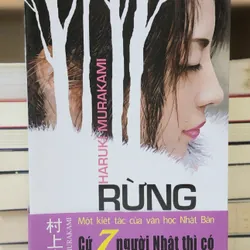 HARUKI MURAKAMI
RỪNG
Một kiệt tác của văn học Nhật Bản
Cứ 7 người Nhật thì có
村上
MURAKAMI